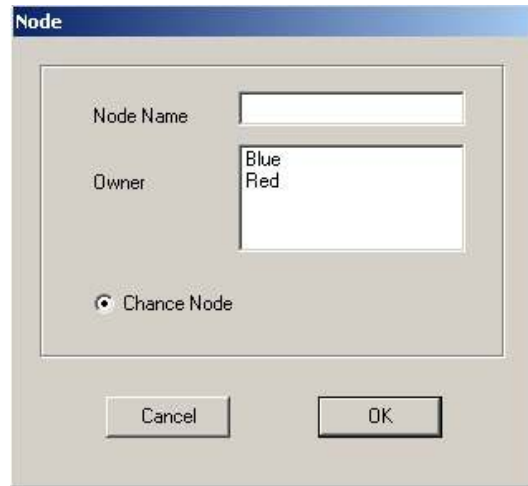 Node
Node Name
Owner
Blue
Red
Chance Node
Cancel
OK